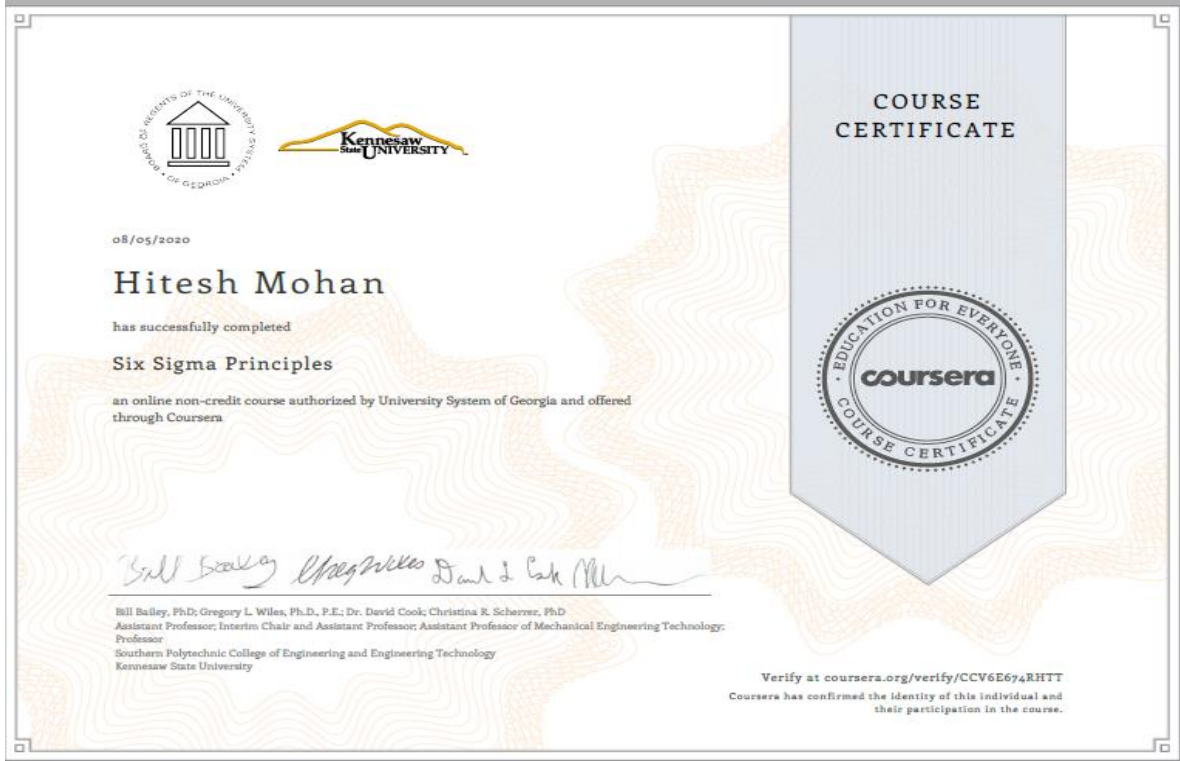 BOARD OF REGENTS OF THE UNIVERSITY SYSTEM
• OF GEORGIA •
Kennesaw
State UNIVERSITY
COURSE
CERTIFICATE
08/05/2020
Hitesh Mohan
has successfully completed
Six Sigma Principles
an online non-credit course authorized by University System of Georgia and offered
through Coursera
EDUCATION FOR EVERYONE
coursera
COURSE CERTIFICATE
Bill Bailey, PhD; Gregory L. Wiles, Ph.D., P.E.; Dr. David Cook; Christina R. Scherrer, PhD
Assistant Professor; Interim Chair and Assistant Professor; Assistant Professor of Mechanical Engineering Technology;
Professor
Southern Polytechnic College of Engineering and Engineering Technology
Kennesaw State University
Verify at coursera.org/verify/CCV6E674RHTT
Coursera has confirmed the identity of this individual and
their participation in the course.